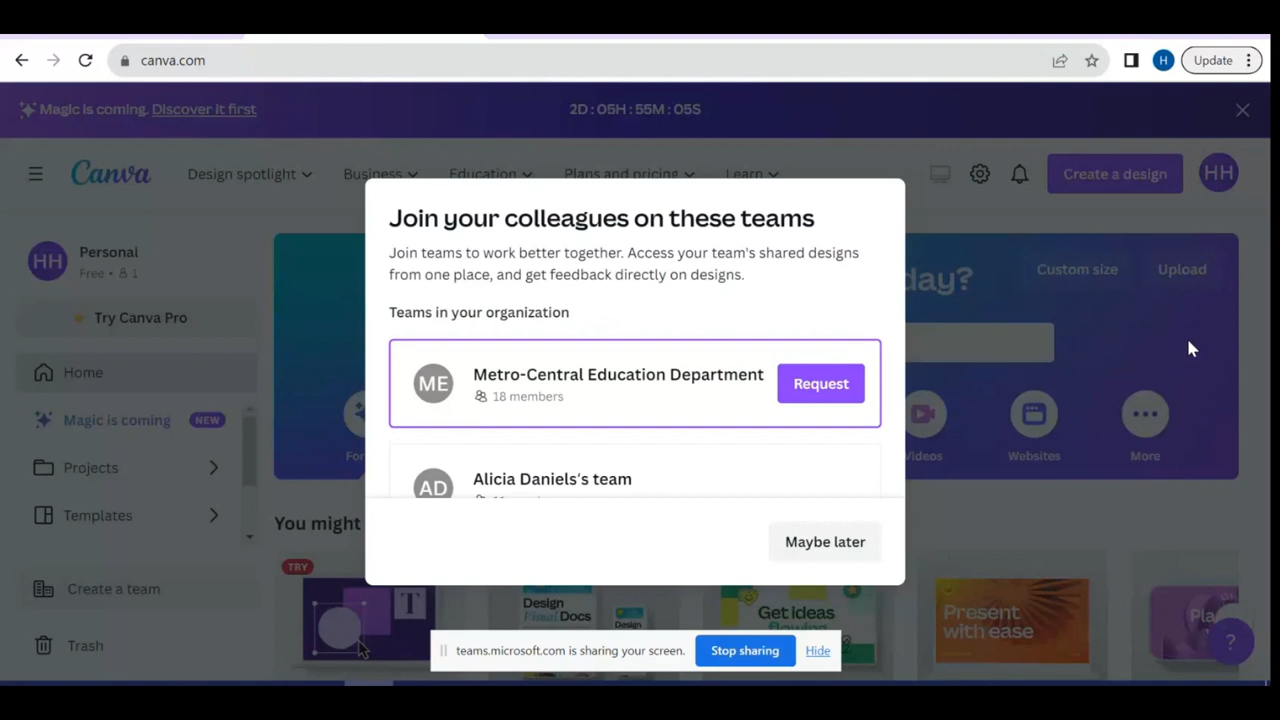 canva.com
H
Update
Magic is coming. Discover it first
2D : 05H : 55M : 05S
Canva
Design spotlight
Business
Education
Plans and pricing
Learn
Create a design
HH
HH
Personal
Free • 1
Try Canva Pro
Home
Magic is coming NEW
Projects
Templates
Create a team
Trash
Join your colleagues on these teams
Join teams to work better together. Access your team's shared designs
from one place, and get feedback directly on designs.
Teams in your organization
ME
Metro-Central Education Department
18 members
Request
AD
Alicia Daniels's team
Maybe later
day?
Custom size
Upload
For
Videos
Websites
More
You might
TRY
T
Design
Final Docs
Design
Get ideas
flowing
Present
with ease
Pla
?
teams.microsoft.com is sharing your screen.
Stop sharing
Hide